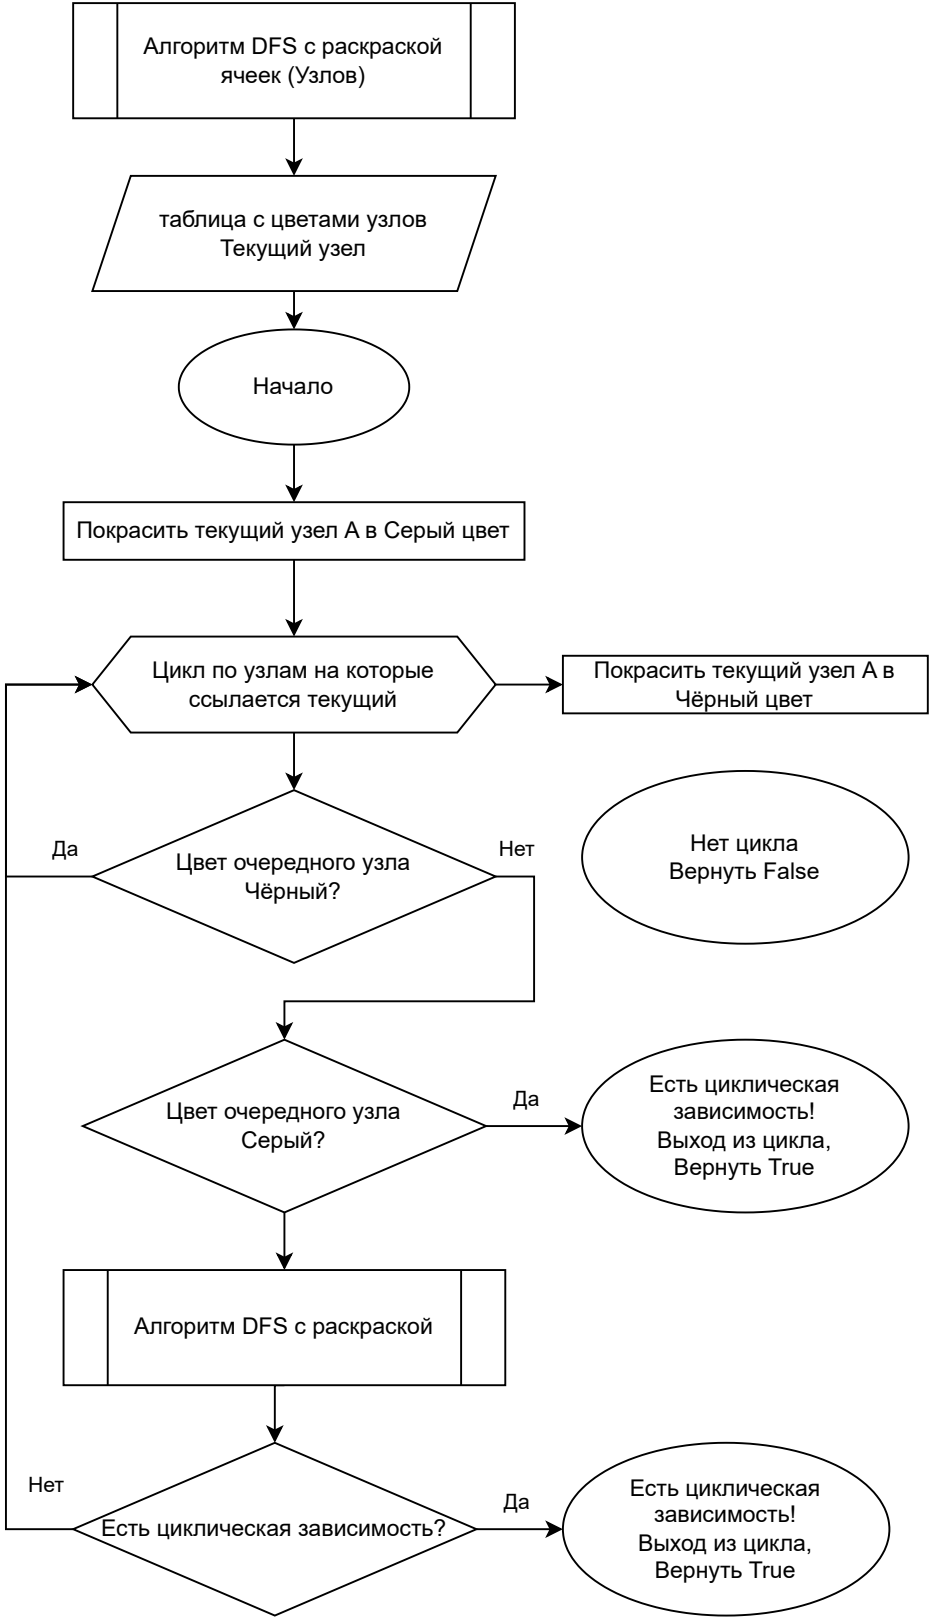 Алгоритм DFS с раскраской
ячеек (Узлов)
таблица с цветами узлов
Текущий узел
Начало
Покрасить текущий узел А в Серый цвет
Цикл по узлам на которые
ссылается текущий
Покрасить текущий узел А в
Чёрный цвет
Да
Цвет очередного узла
Чёрный?
Нет
Нет цикла
Вернуть False
Цвет очередного узла
Серый?
Да
Есть циклическая
зависимость!
Выход из цикла,
Вернуть True
Алгоритм DFS с раскраской
Нет
Есть циклическая зависимость?
Да
Есть циклическая
зависимость!
Выход из цикла,
Вернуть True